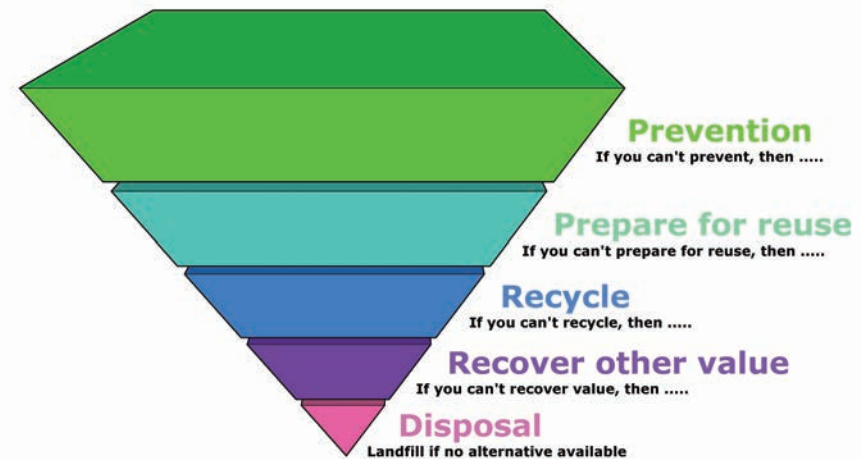 Prevention
If you can't prevent, then .....
Prepare for reuse
If you can't prepare for reuse, then .....
Recycle
If you can't recycle, then .....
Recover other value
If you can't recover value, then .....
Disposal
Landfill if no alternative available